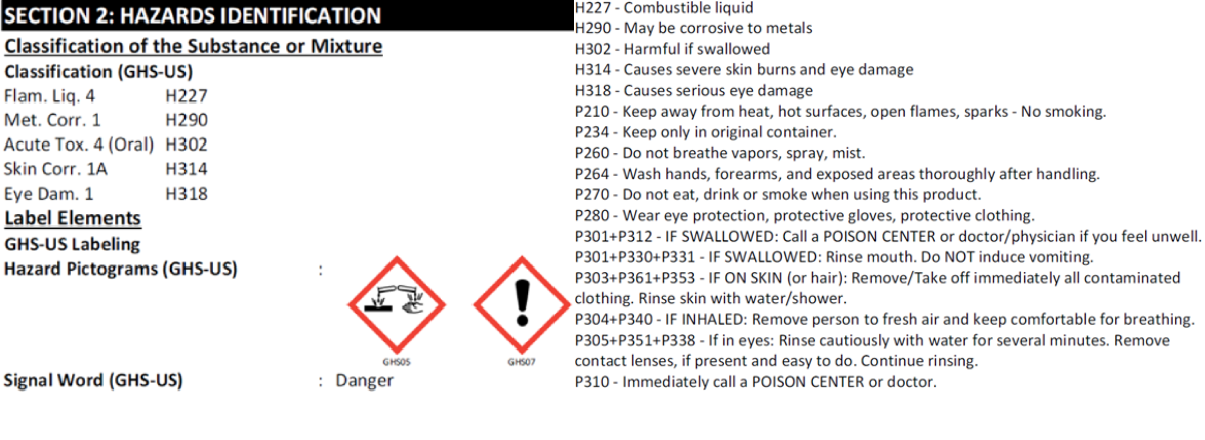 SECTION 2: HAZARDS IDENTIFICATION
Classification of the Substance or Mixture
Classification (GHS-US)
Flam. Liq. 4 H227
Met. Corr. 1 H290
Acute Tox. 4 (Oral) H302
Skin Corr. 1A H314
Eye Dam. 1 H318
Label Elements
GHS-US Labeling
Hazard Pictograms (GHS-US) :
GHS05 GHS07
Signal Word (GHS-US) : Danger
H227 - Combustible liquid
H290 - May be corrosive to metals
H302 - Harmful if swallowed
H314 - Causes severe skin burns and eye damage
H318 - Causes serious eye damage
P210 - Keep away from heat, hot surfaces, open flames, sparks - No smoking.
P234 - Keep only in original container.
P260 - Do not breathe vapors, spray, mist.
P264 - Wash hands, forearms, and exposed areas thoroughly after handling.
P270 - Do not eat, drink or smoke when using this product.
P280 - Wear eye protection, protective gloves, protective clothing.
P301+P312 - IF SWALLOWED: Call a POISON CENTER or doctor/physician if you feel unwell.
P301+P330+P331 - IF SWALLOWED: Rinse mouth. Do NOT induce vomiting.
P303+P361+P353 - IF ON SKIN (or hair): Remove/Take off immediately all contaminated
clothing. Rinse skin with water/shower.
P304+P340 - IF INHALED: Remove person to fresh air and keep comfortable for breathing.
P305+P351+P338 - If in eyes: Rinse cautiously with water for several minutes. Remove
contact lenses, if present and easy to do. Continue rinsing.
P310 - Immediately call a POISON CENTER or doctor.